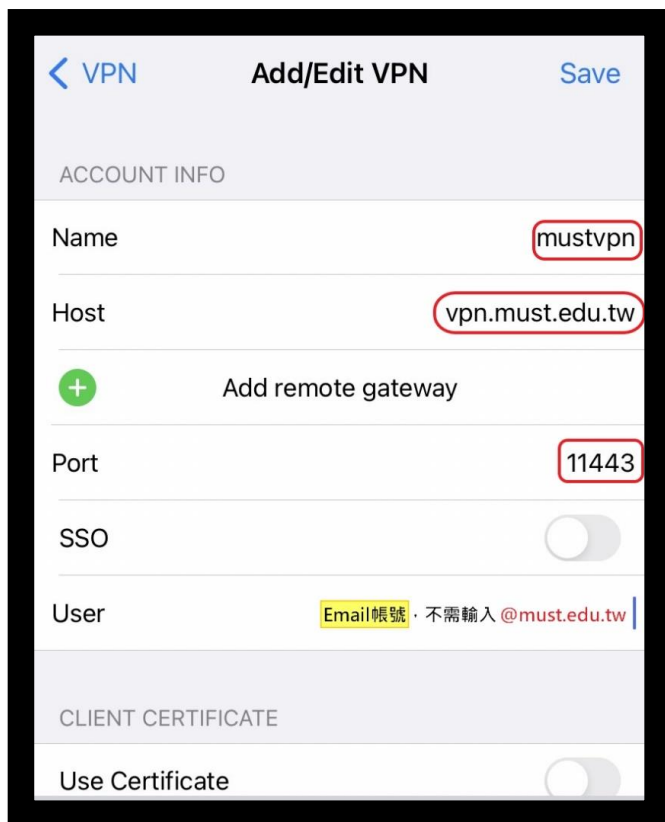 VPN Add/Edit VPN Save
ACCOUNT INFO
Name mustvpn
Host vpn.must.edu.tw
Add remote gateway
Port 11443
SSO
User Email帳號，不需輸入 @must.edu.tw
CLIENT CERTIFICATE
Use Certificate